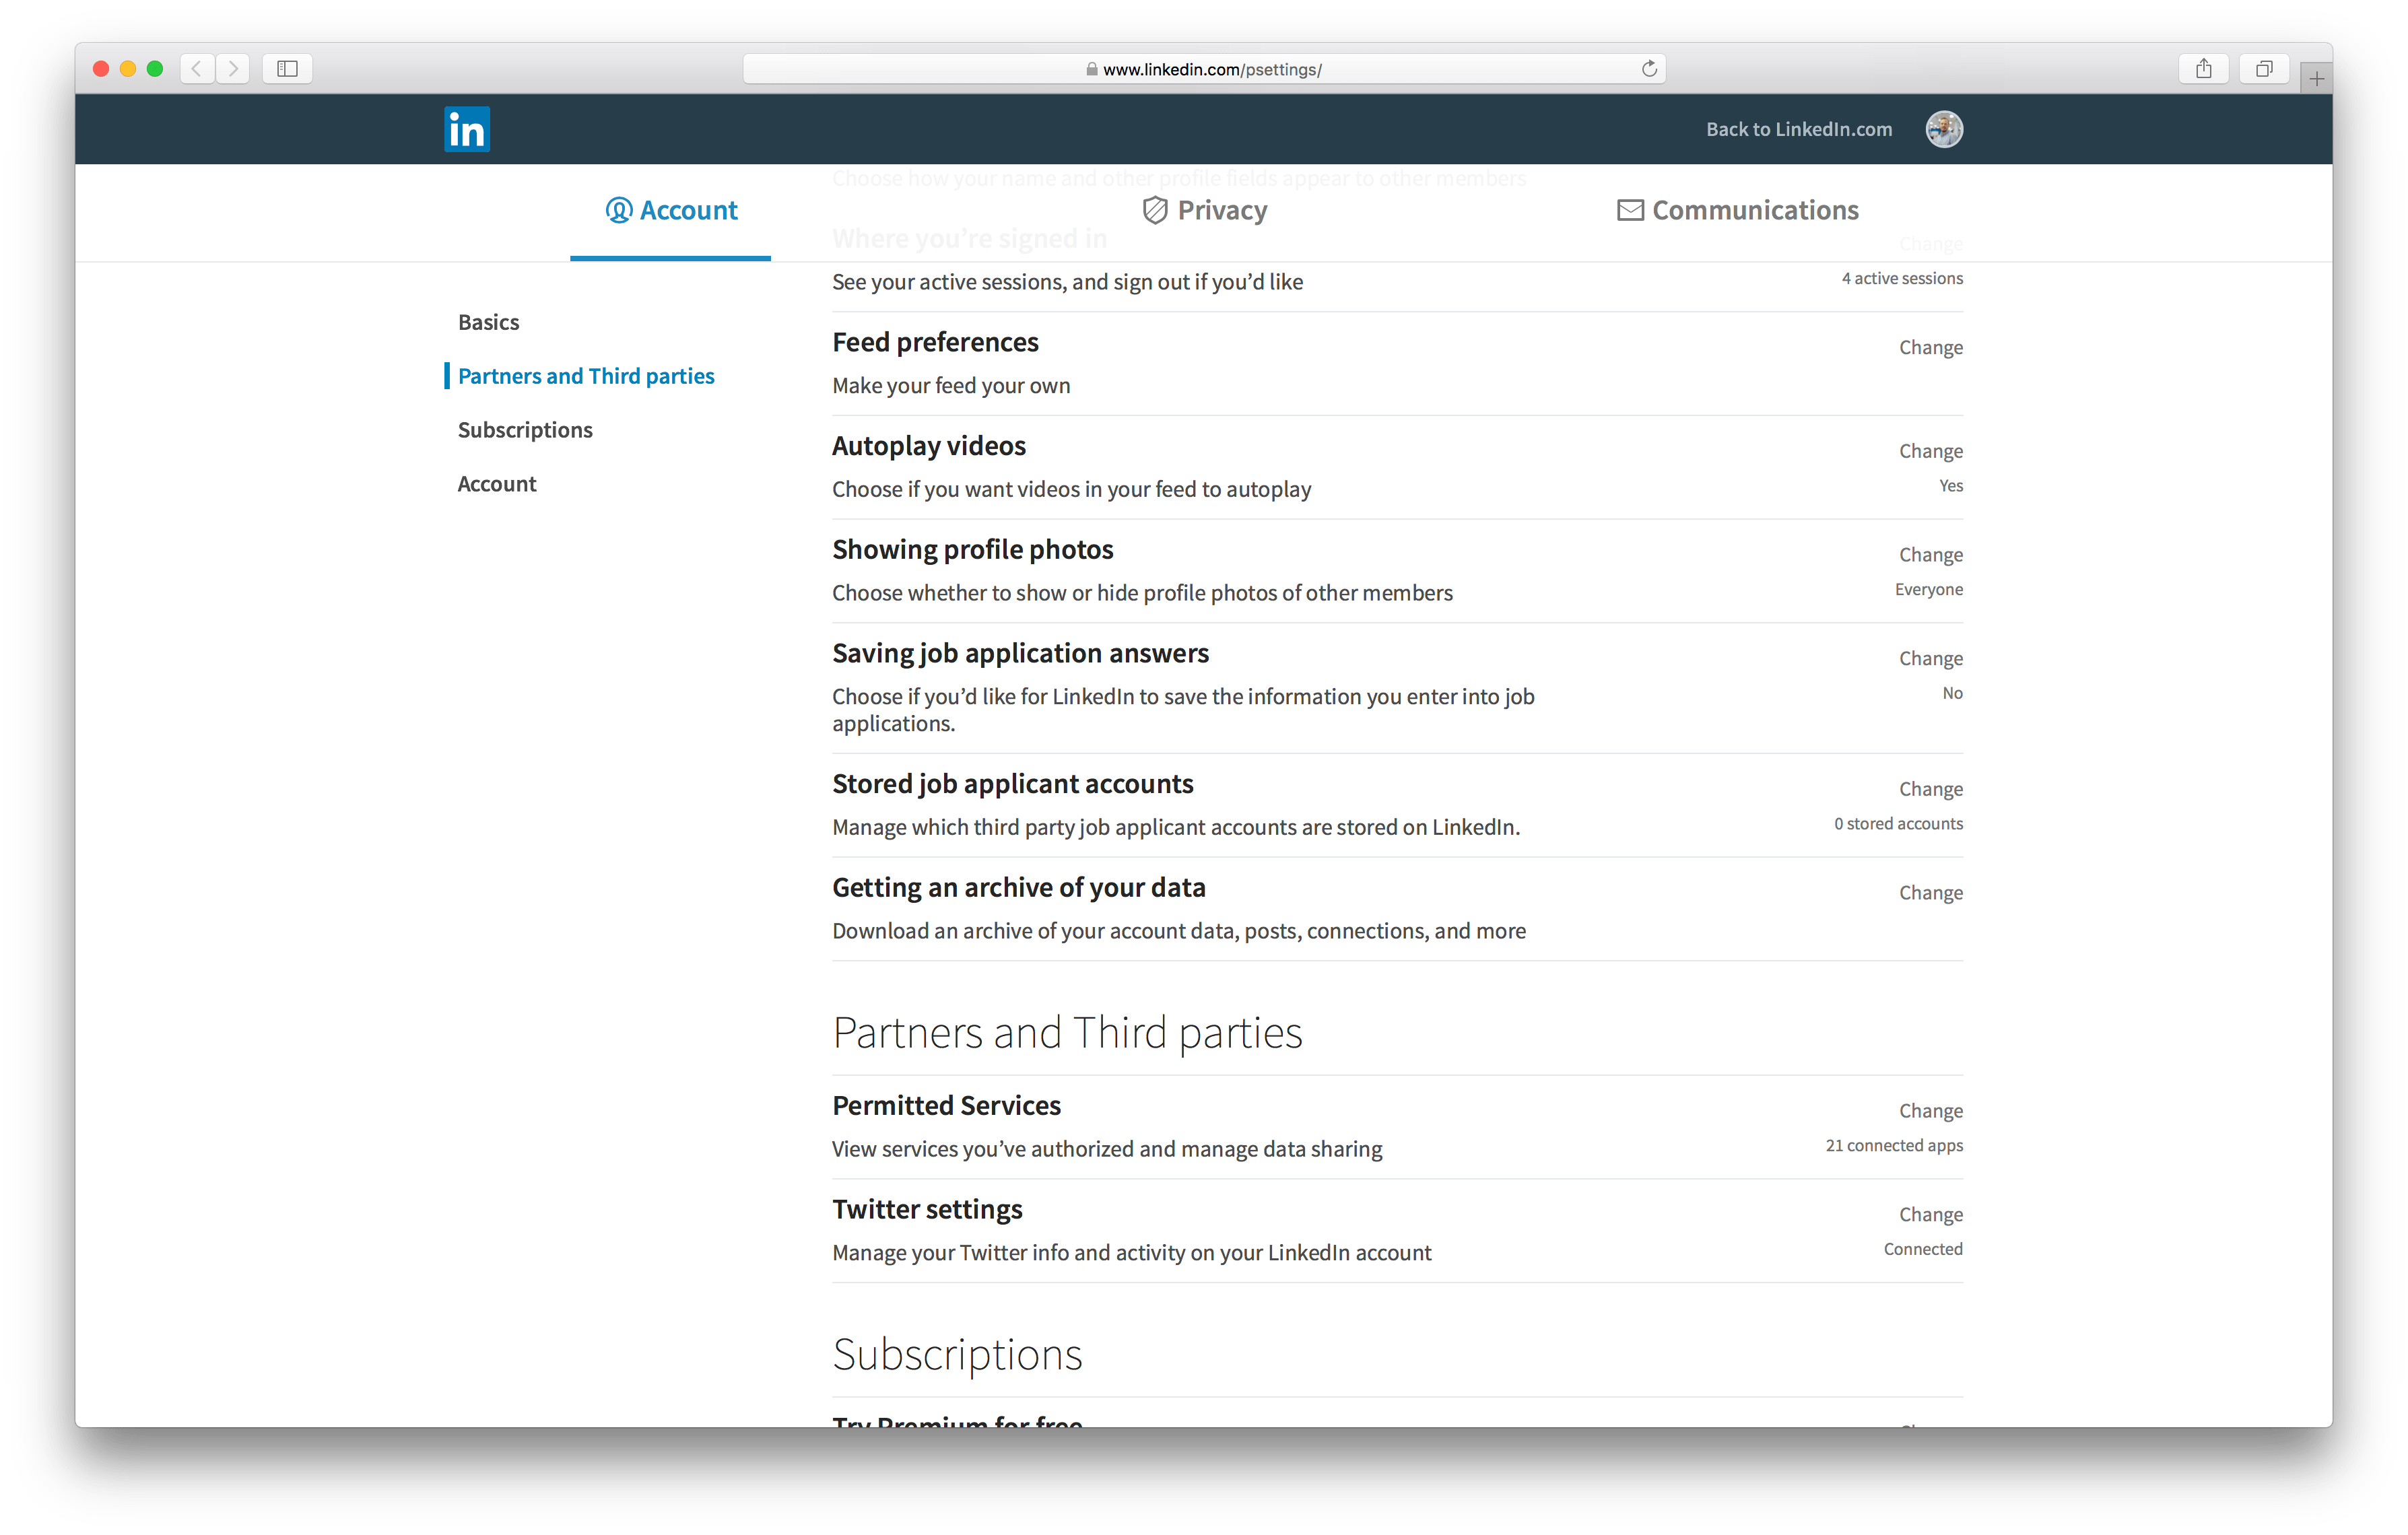 www.linkedin.com/psettings/
in
Back to LinkedIn.com
Choose how your name and other profile fields appear to other members
Account
Privacy
Communications
Where you’re signed in
Change
See your active sessions, and sign out if you’d like
4 active sessions
Basics
Partners and Third parties
Subscriptions
Account
Feed preferences
Change
Make your feed your own
Autoplay videos
Change
Choose if you want videos in your feed to autoplay
Yes
Showing profile photos
Change
Choose whether to show or hide profile photos of other members
Everyone
Saving job application answers
Change
Choose if you’d like for LinkedIn to save the information you enter into job
applications.
No
Stored job applicant accounts
Change
Manage which third party job applicant accounts are stored on LinkedIn.
0 stored accounts
Getting an archive of your data
Change
Download an archive of your account data, posts, connections, and more
Partners and Third parties
Permitted Services
Change
View services you’ve authorized and manage data sharing
21 connected apps
Twitter settings
Change
Manage your Twitter info and activity on your LinkedIn account
Connected
Subscriptions
Try Premium for free